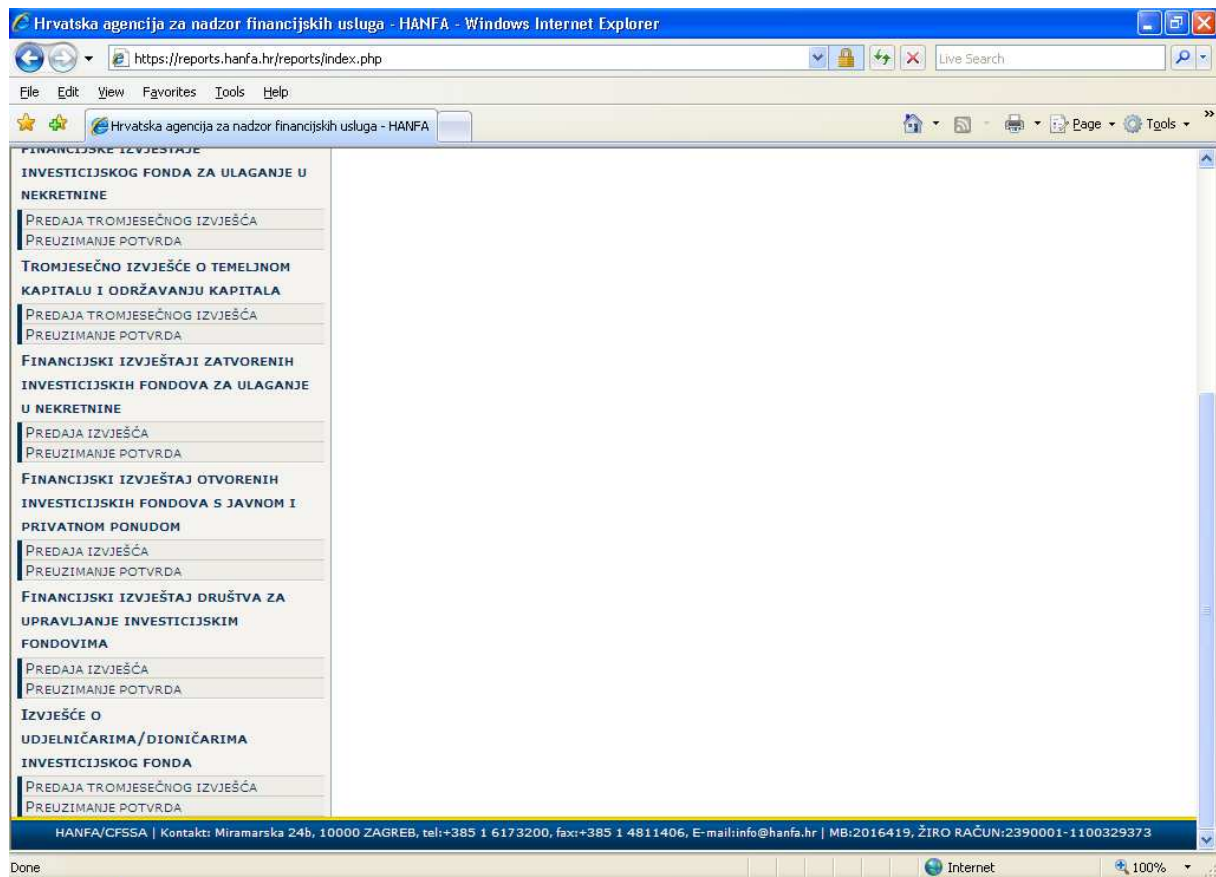 Hrvatska agencija za nadzor financijskih usluga - HANFA - Windows Internet Explorer
https://reports.hanfa.hr/reports/index.php
Live Search
File Edit View Favorites Tools Help
Hrvatska agencija za nadzor financijskih usluga - HANFA
Page Tools
FINANCIJSKE IZVJEŠTAJE
INVESTICIJSKOG FONDA ZA ULAGANJE U
NEKRETNINE
PREDAJA TROMJESEČNOG IZVJEŠĆA
PREUZIMANJE POTVRDA
TROMJESEČNO IZVJEŠĆE O TEMELJNOM
KAPITALU I ODRŽAVANJU KAPITALA
PREDAJA TROMJESEČNOG IZVJEŠĆA
PREUZIMANJE POTVRDA
FINANCIJSKI IZVJEŠTAJI ZATVORENIH
INVESTICIJSKIH FONDOVA ZA ULAGANJE
U NEKRETNINE
PREDAJA IZVJEŠĆA
PREUZIMANJE POTVRDA
FINANCIJSKI IZVJEŠTAJ OTVORENIH
INVESTICIJSKIH FONDOVA S JAVNOM I
PRIVATNOM PONUDOM
PREDAJA IZVJEŠĆA
PREUZIMANJE POTVRDA
FINANCIJSKI IZVJEŠTAJ DRUŠTVA ZA
UPRAVLJANJE INVESTICIJSKIM
FONDOVIMA
PREDAJA IZVJEŠĆA
PREUZIMANJE POTVRDA
IZVJEŠĆE O
UDJELNIČARIMA/DIONIČARIMA
INVESTICIJSKOG FONDA
PREDAJA TROMJESEČNOG IZVJEŠĆA
PREUZIMANJE POTVRDA
HANFA/CFSSA | Kontakt: Miramarska 24b, 10000 ZAGREB, tel:+385 1 6173200, fax:+385 1 4811406, E-mail:info@hanfa.hr | MB:2016419, ŽIRO RAČUN:2390001-1100329373
Done Internet 100%